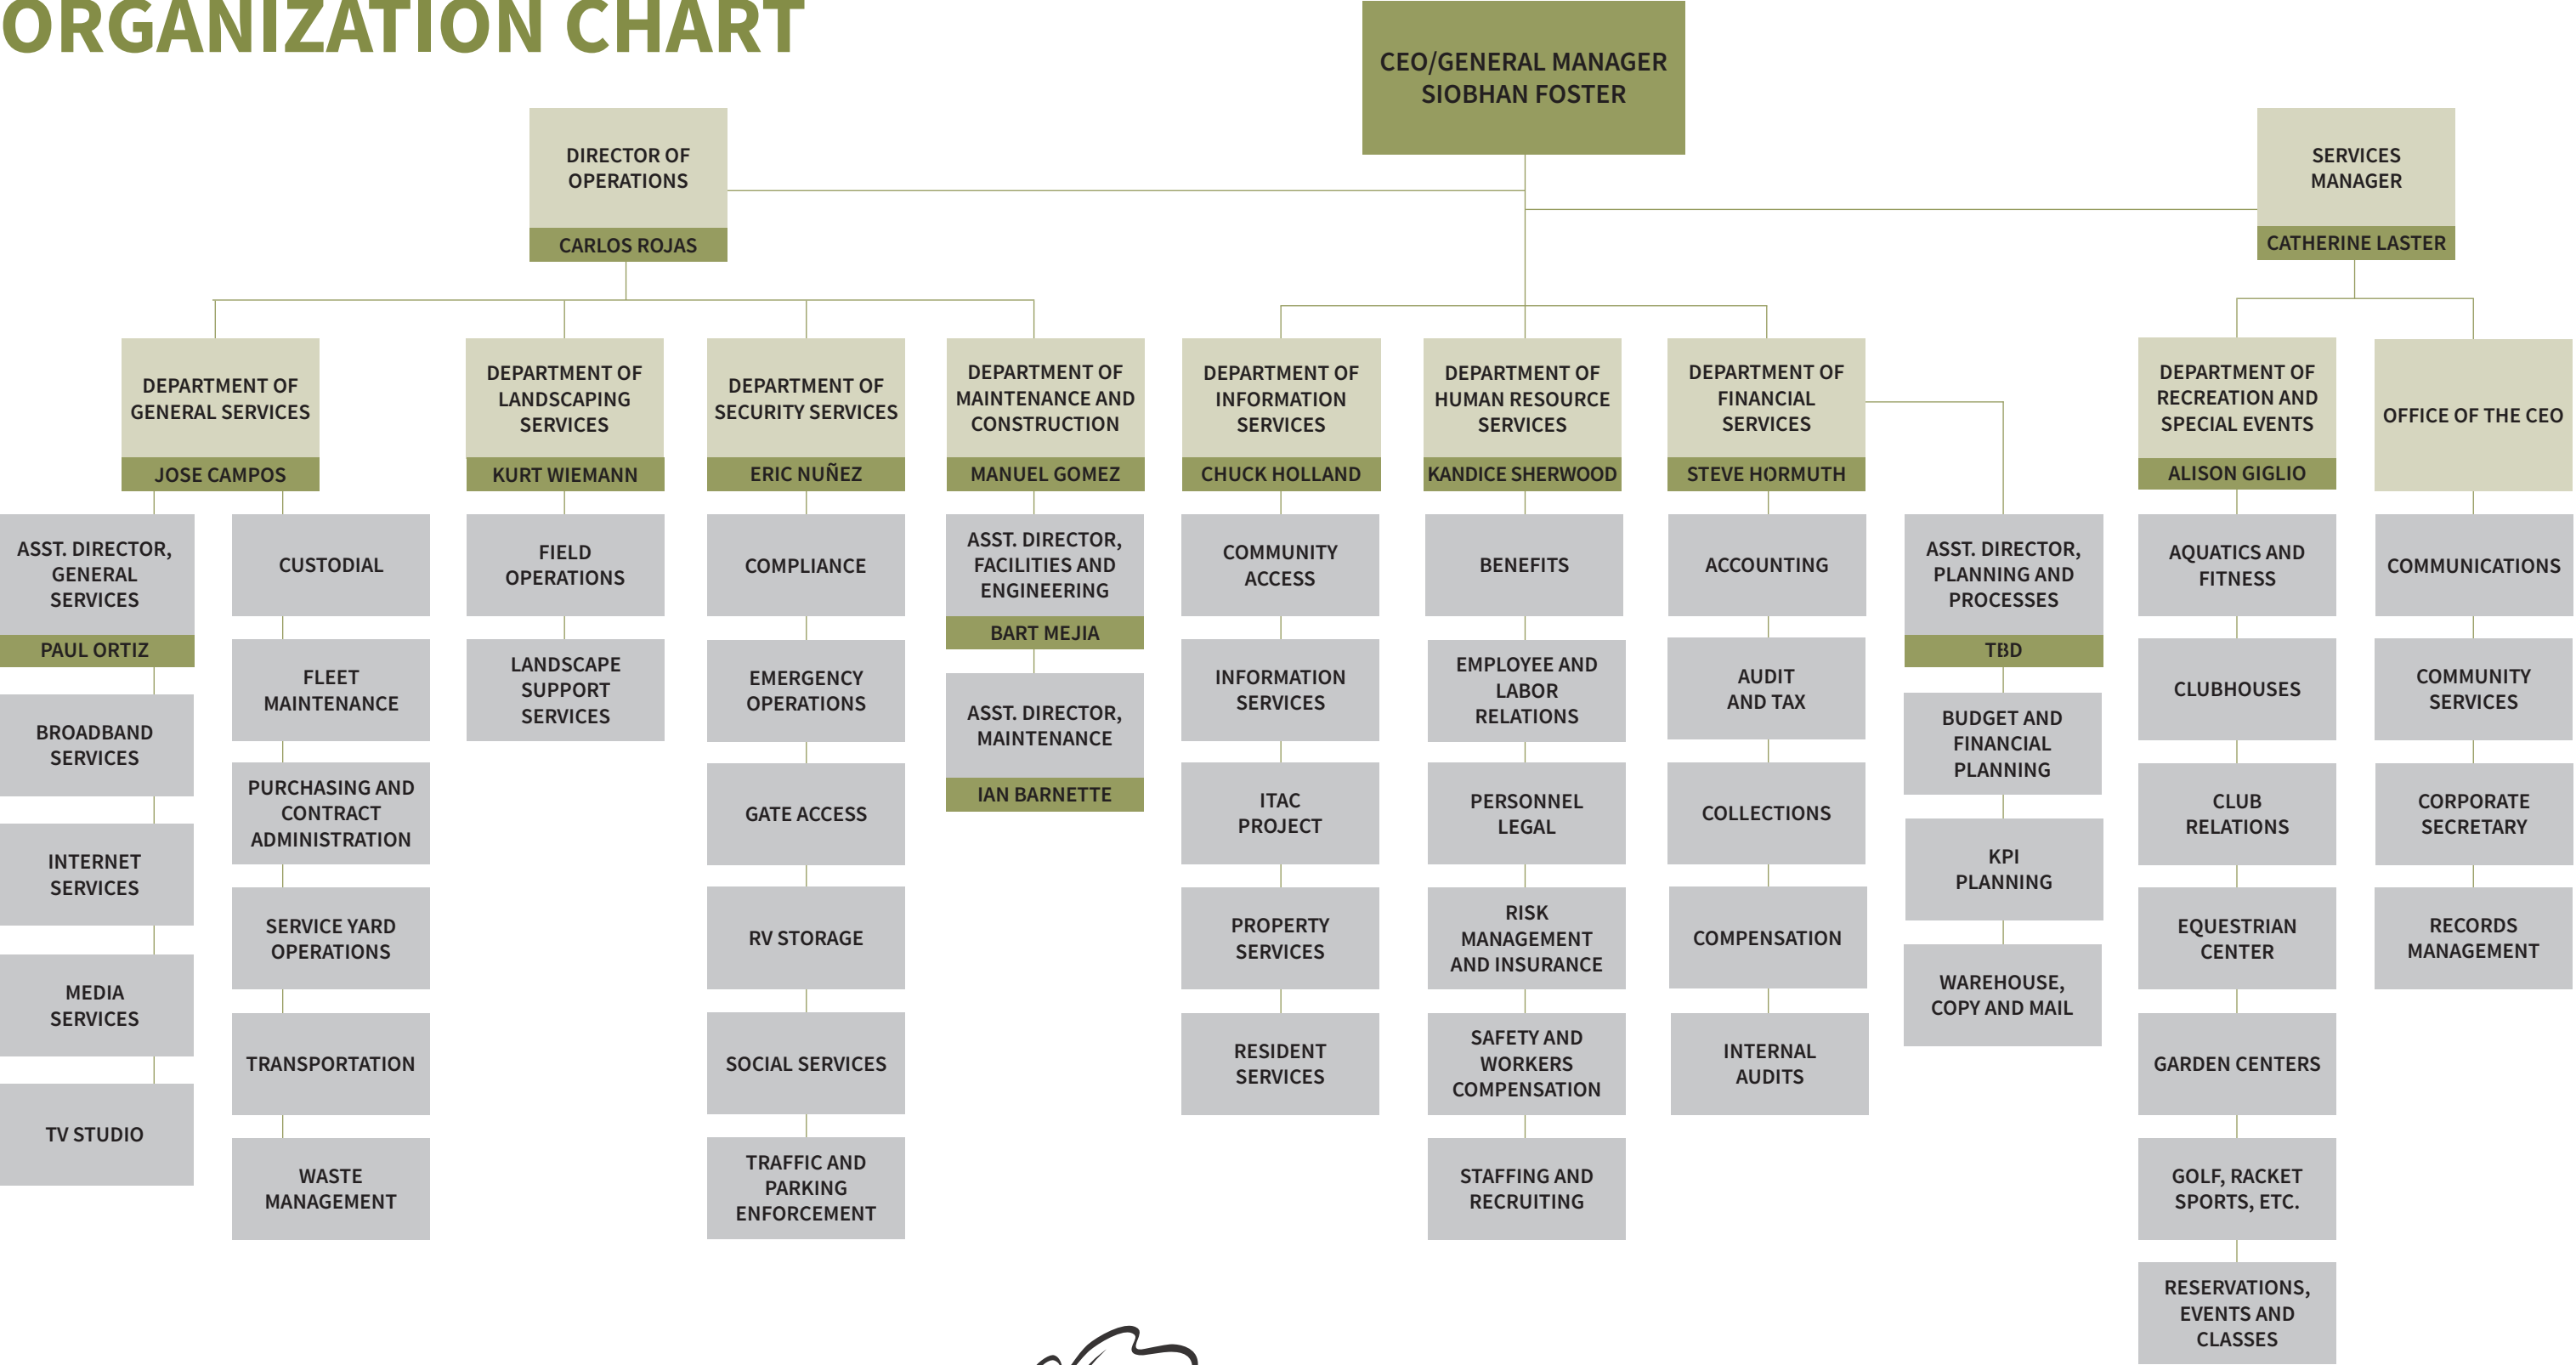 ORGANIZATION CHART
CEO/GENERAL MANAGER
SIOBHAN FOSTER
DIRECTOR OF
OPERATIONS
CARLOS ROJAS
SERVICES
MANAGER
CATHERINE LASTER
DEPARTMENT OF
GENERAL SERVICES
JOSE CAMPOS
DEPARTMENT OF
LANDSCAPING
SERVICES
KURT WIEMANN
DEPARTMENT OF
SECURITY SERVICES
ERIC NUÑEZ
DEPARTMENT OF
MAINTENANCE AND
CONSTRUCTION
MANUEL GOMEZ
DEPARTMENT OF
INFORMATION
SERVICES
CHUCK HOLLAND
DEPARTMENT OF
HUMAN RESOURCE
SERVICES
KANDICE SHERWOOD
DEPARTMENT OF
FINANCIAL
SERVICES
STEVE HORMUTH
DEPARTMENT OF
RECREATION AND
SPECIAL EVENTS
ALISON GIGLIO
OFFICE OF THE CEO
ASST. DIRECTOR,
GENERAL
SERVICES
PAUL ORTIZ
BROADBAND
SERVICES
INTERNET
SERVICES
MEDIA
SERVICES
TV STUDIO
CUSTODIAL
FLEET
MAINTENANCE
PURCHASING AND
CONTRACT
ADMINISTRATION
SERVICE YARD
OPERATIONS
TRANSPORTATION
WASTE
MANAGEMENT
FIELD
OPERATIONS
LANDSCAPE
SUPPORT
SERVICES
COMPLIANCE
EMERGENCY
OPERATIONS
GATE ACCESS
RV STORAGE
SOCIAL SERVICES
TRAFFIC AND
PARKING
ENFORCEMENT
ASST. DIRECTOR,
FACILITIES AND
ENGINEERING
BART MEJIA
ASST. DIRECTOR,
MAINTENANCE
IAN BARNETTE
COMMUNITY
ACCESS
INFORMATION
SERVICES
ITAC
PROJECT
PROPERTY
SERVICES
RESIDENT
SERVICES
BENEFITS
EMPLOYEE AND
LABOR
RELATIONS
PERSONNEL
LEGAL
RISK
MANAGEMENT
AND INSURANCE
SAFETY AND
WORKERS
COMPENSATION
STAFFING AND
RECRUITING
ACCOUNTING
AUDIT
AND TAX
COLLECTIONS
COMPENSATION
INTERNAL
AUDITS
ASST. DIRECTOR,
PLANNING AND
PROCESSES
TBD
BUDGET AND
FINANCIAL
PLANNING
KPI
PLANNING
WAREHOUSE,
COPY AND MAIL
AQUATICS AND
FITNESS
CLUBHOUSES
CLUB
RELATIONS
EQUESTRIAN
CENTER
GARDEN CENTERS
GOLF, RACKET
SPORTS, ETC.
RESERVATIONS,
EVENTS AND
CLASSES
COMMUNICATIONS
COMMUNITY
SERVICES
CORPORATE
SECRETARY
RECORDS
MANAGEMENT